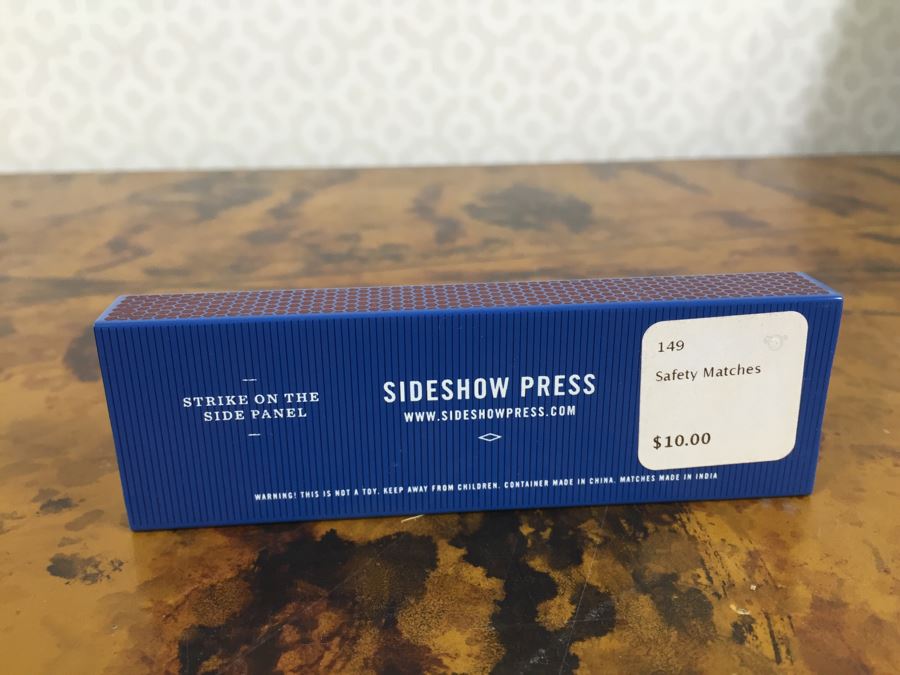 STRIKE ON THE
SIDE PANEL
SIDESHOW PRESS
WWW.SIDESHOWPRESS.COM
WARNING! THIS IS NOT A TOY. KEEP AWAY FROM CHILDREN. CONTAINER MADE IN CHINA. MATCHES MADE IN INDIA
149
Safety Matches
$10.00